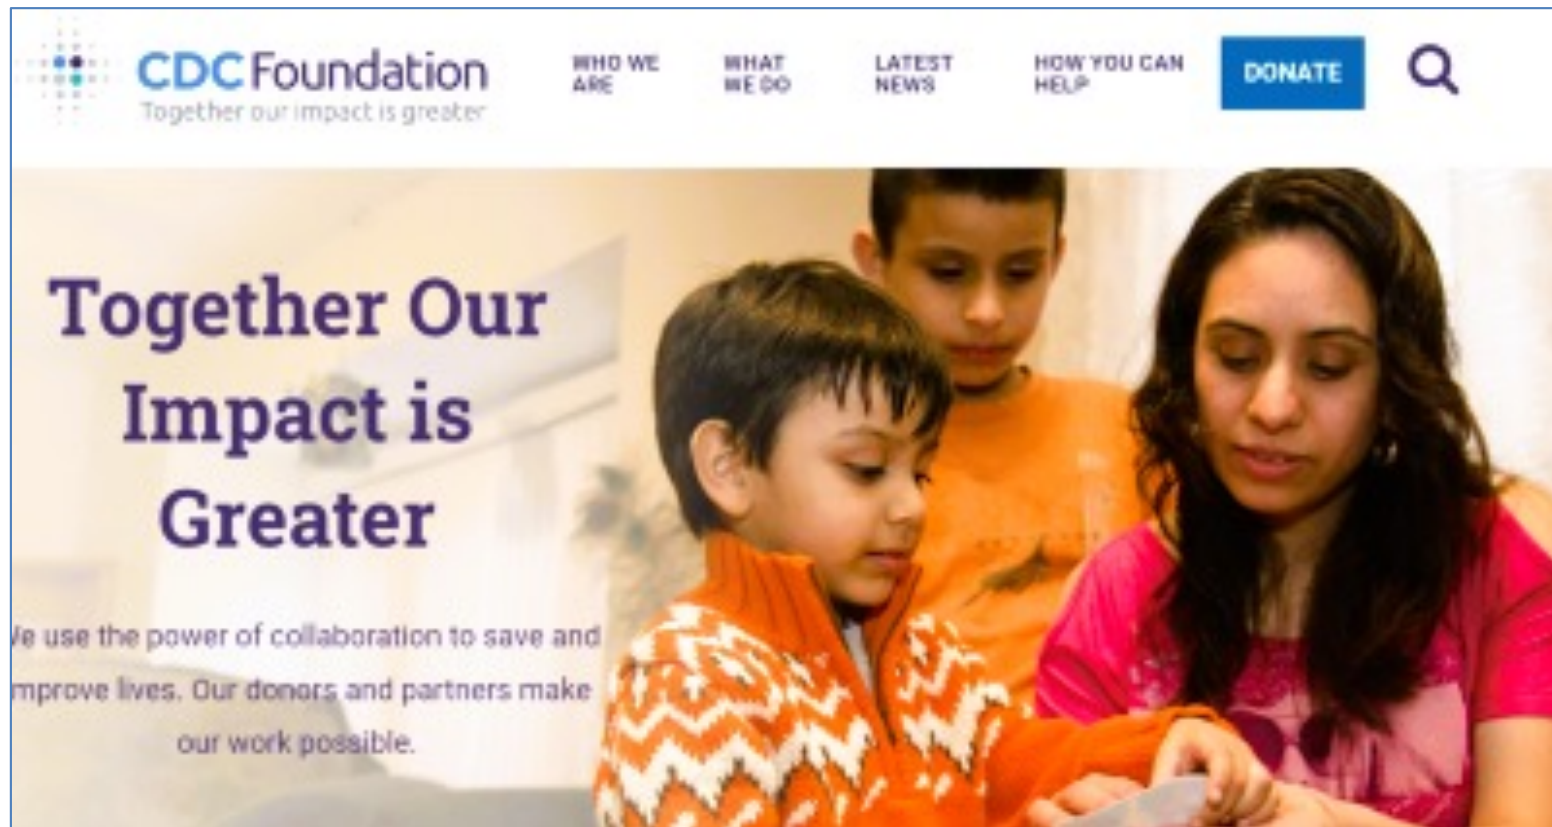 CDC Foundation
Together our impact is greater
WHO WE
ARE
WHAT
WE DO
LATEST
NEWS
HOW YOU CAN
HELP
DONATE
Together Our
Impact is
Greater
use the power of collaboration to save and
lives. Our donors and partners make
our work possible.